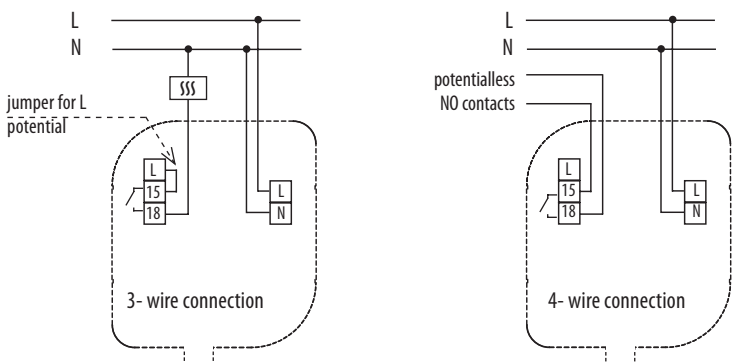 L
N
jumper for L
potential
L
15
18
L
N
3- wire connection
L
N
potentialless
NO contacts
L
15
18
L
N
4- wire connection